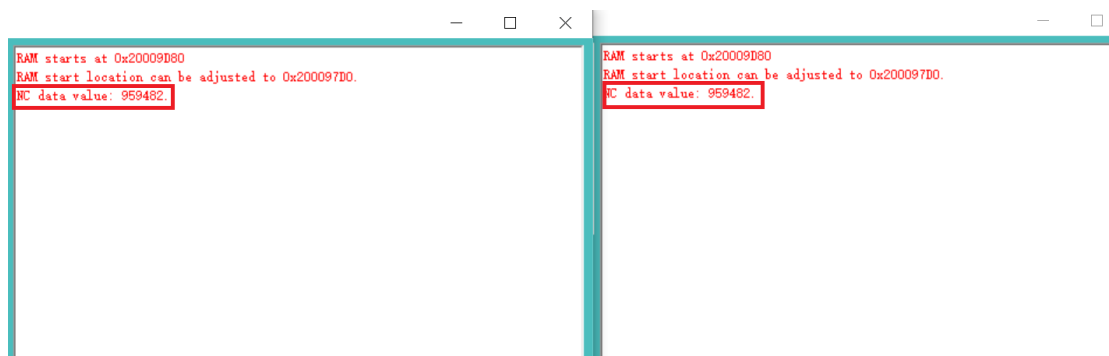 RAM starts at 0x20009D80
RAM start location can be adjusted to 0x200097D0.
NC data value: 959482.
RAM starts at 0x20009D80
RAM start location can be adjusted to 0x200097D0.
NC data value: 959482.